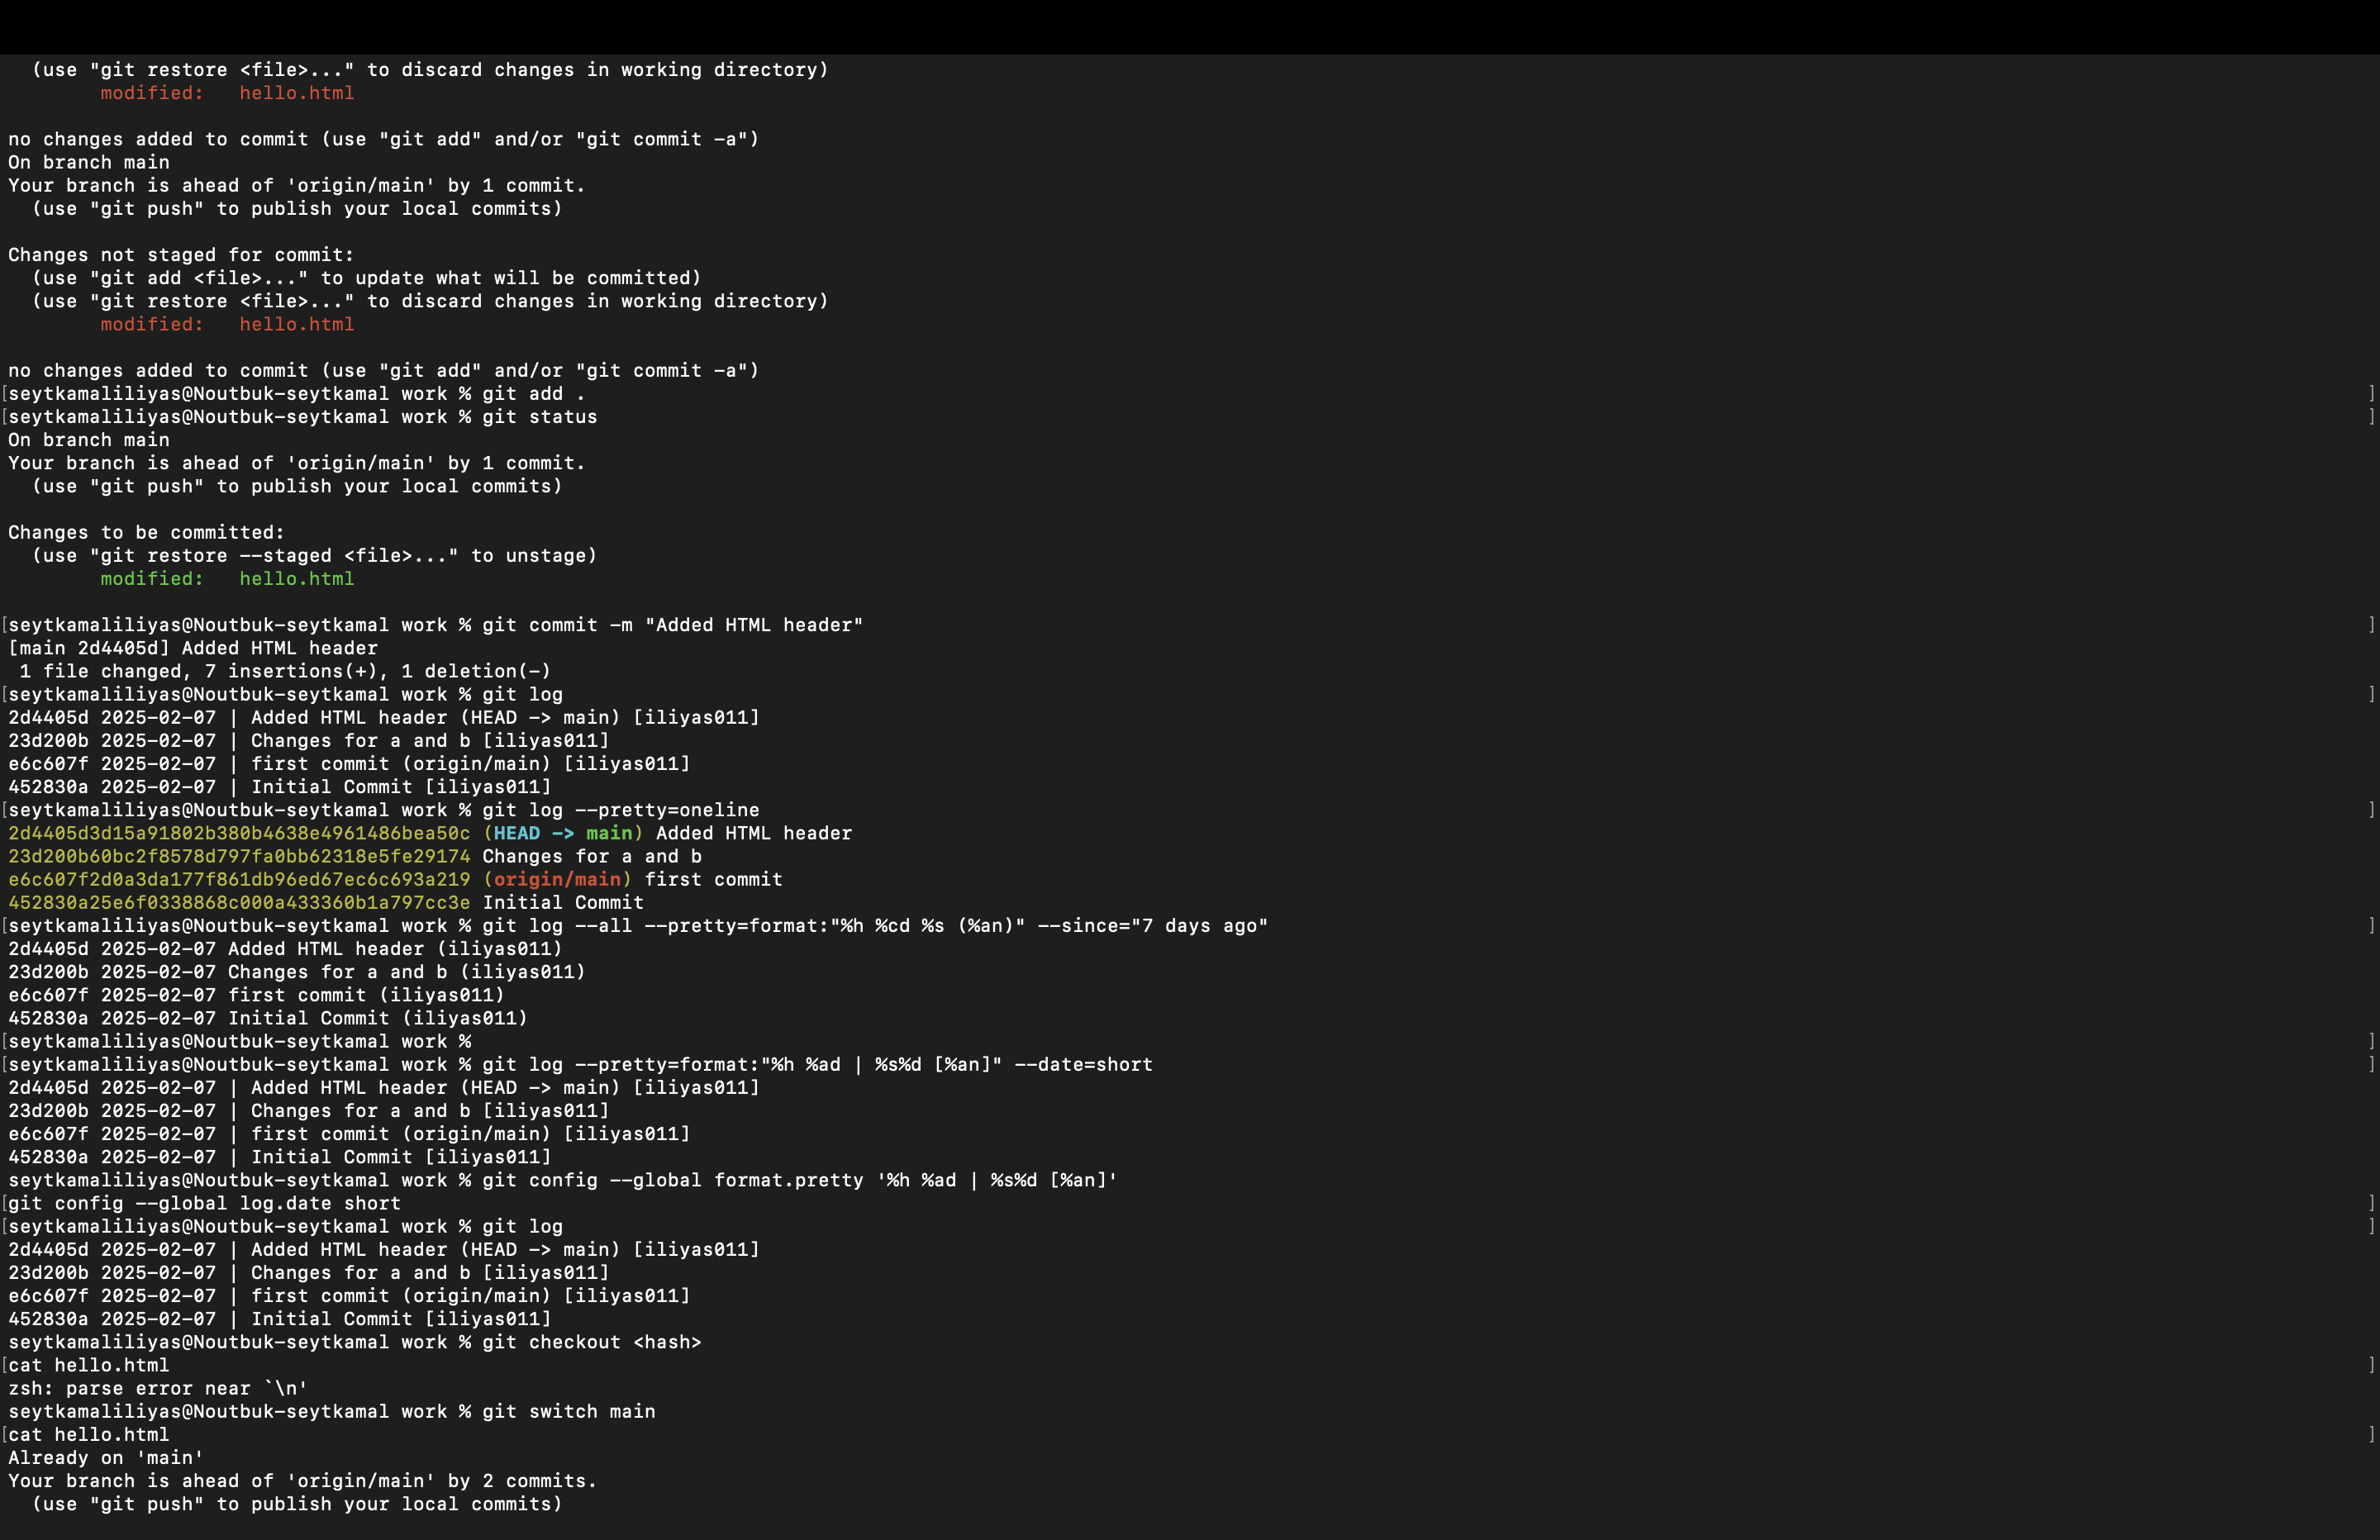 (use "git restore <file>..." to discard changes in working directory)
        modified:   hello.html

no changes added to commit (use "git add" and/or "git commit -a")
On branch main
Your branch is ahead of 'origin/main' by 1 commit.
  (use "git push" to publish your local commits)

Changes not staged for commit:
  (use "git add <file>..." to update what will be committed)
  (use "git restore <file>..." to discard changes in working directory)
        modified:   hello.html

no changes added to commit (use "git add" and/or "git commit -a")
[seytkamaliliyas@Noutbuk-seytkamal work % git add . ]
[seytkamaliliyas@Noutbuk-seytkamal work % git status ]
On branch main
Your branch is ahead of 'origin/main' by 1 commit.
  (use "git push" to publish your local commits)

Changes to be committed:
  (use "git restore --staged <file>..." to unstage)
        modified:   hello.html

[seytkamaliliyas@Noutbuk-seytkamal work % git commit -m "Added HTML header" ]
[main 2d4405d] Added HTML header
 1 file changed, 7 insertions(+), 1 deletion(-)
[seytkamaliliyas@Noutbuk-seytkamal work % git log ]
2d4405d 2025-02-07 | Added HTML header (HEAD -> main) [iliyas011]
23d200b 2025-02-07 | Changes for a and b [iliyas011]
e6c607f 2025-02-07 | first commit (origin/main) [iliyas011]
452830a 2025-02-07 | Initial Commit [iliyas011]
[seytkamaliliyas@Noutbuk-seytkamal work % git log --pretty=oneline ]
2d4405d3d15a91802b380b4638e4961486bea50c (HEAD -> main) Added HTML header
23d200b60bc2f8578d797fa0bb62318e5fe29174 Changes for a and b
e6c607f2d0a3da177f861db96ed67ec6c693a219 (origin/main) first commit
452830a25e6f0338868c000a433360b1a797cc3e Initial Commit
[seytkamaliliyas@Noutbuk-seytkamal work % git log --all --pretty=format:"%h %cd %s (%an)" --since="7 days ago" ]
2d4405d 2025-02-07 Added HTML header (iliyas011)
23d200b 2025-02-07 Changes for a and b (iliyas011)
e6c607f 2025-02-07 first commit (iliyas011)
452830a 2025-02-07 Initial Commit (iliyas011)
[seytkamaliliyas@Noutbuk-seytkamal work % ]
[seytkamaliliyas@Noutbuk-seytkamal work % git log --pretty=format:"%h %ad | %s%d [%an]" --date=short ]
2d4405d 2025-02-07 | Added HTML header (HEAD -> main) [iliyas011]
23d200b 2025-02-07 | Changes for a and b [iliyas011]
e6c607f 2025-02-07 | first commit (origin/main) [iliyas011]
452830a 2025-02-07 | Initial Commit [iliyas011]
seytkamaliliyas@Noutbuk-seytkamal work % git config --global format.pretty '%h %ad | %s%d [%an]'
[git config --global log.date short ]
[seytkamaliliyas@Noutbuk-seytkamal work % git log ]
2d4405d 2025-02-07 | Added HTML header (HEAD -> main) [iliyas011]
23d200b 2025-02-07 | Changes for a and b [iliyas011]
e6c607f 2025-02-07 | first commit (origin/main) [iliyas011]
452830a 2025-02-07 | Initial Commit [iliyas011]
seytkamaliliyas@Noutbuk-seytkamal work % git checkout <hash>
[cat hello.html ]
zsh: parse error near `\n'
seytkamaliliyas@Noutbuk-seytkamal work % git switch main
[cat hello.html ]
Already on 'main'
Your branch is ahead of 'origin/main' by 2 commits.
  (use "git push" to publish your local commits)